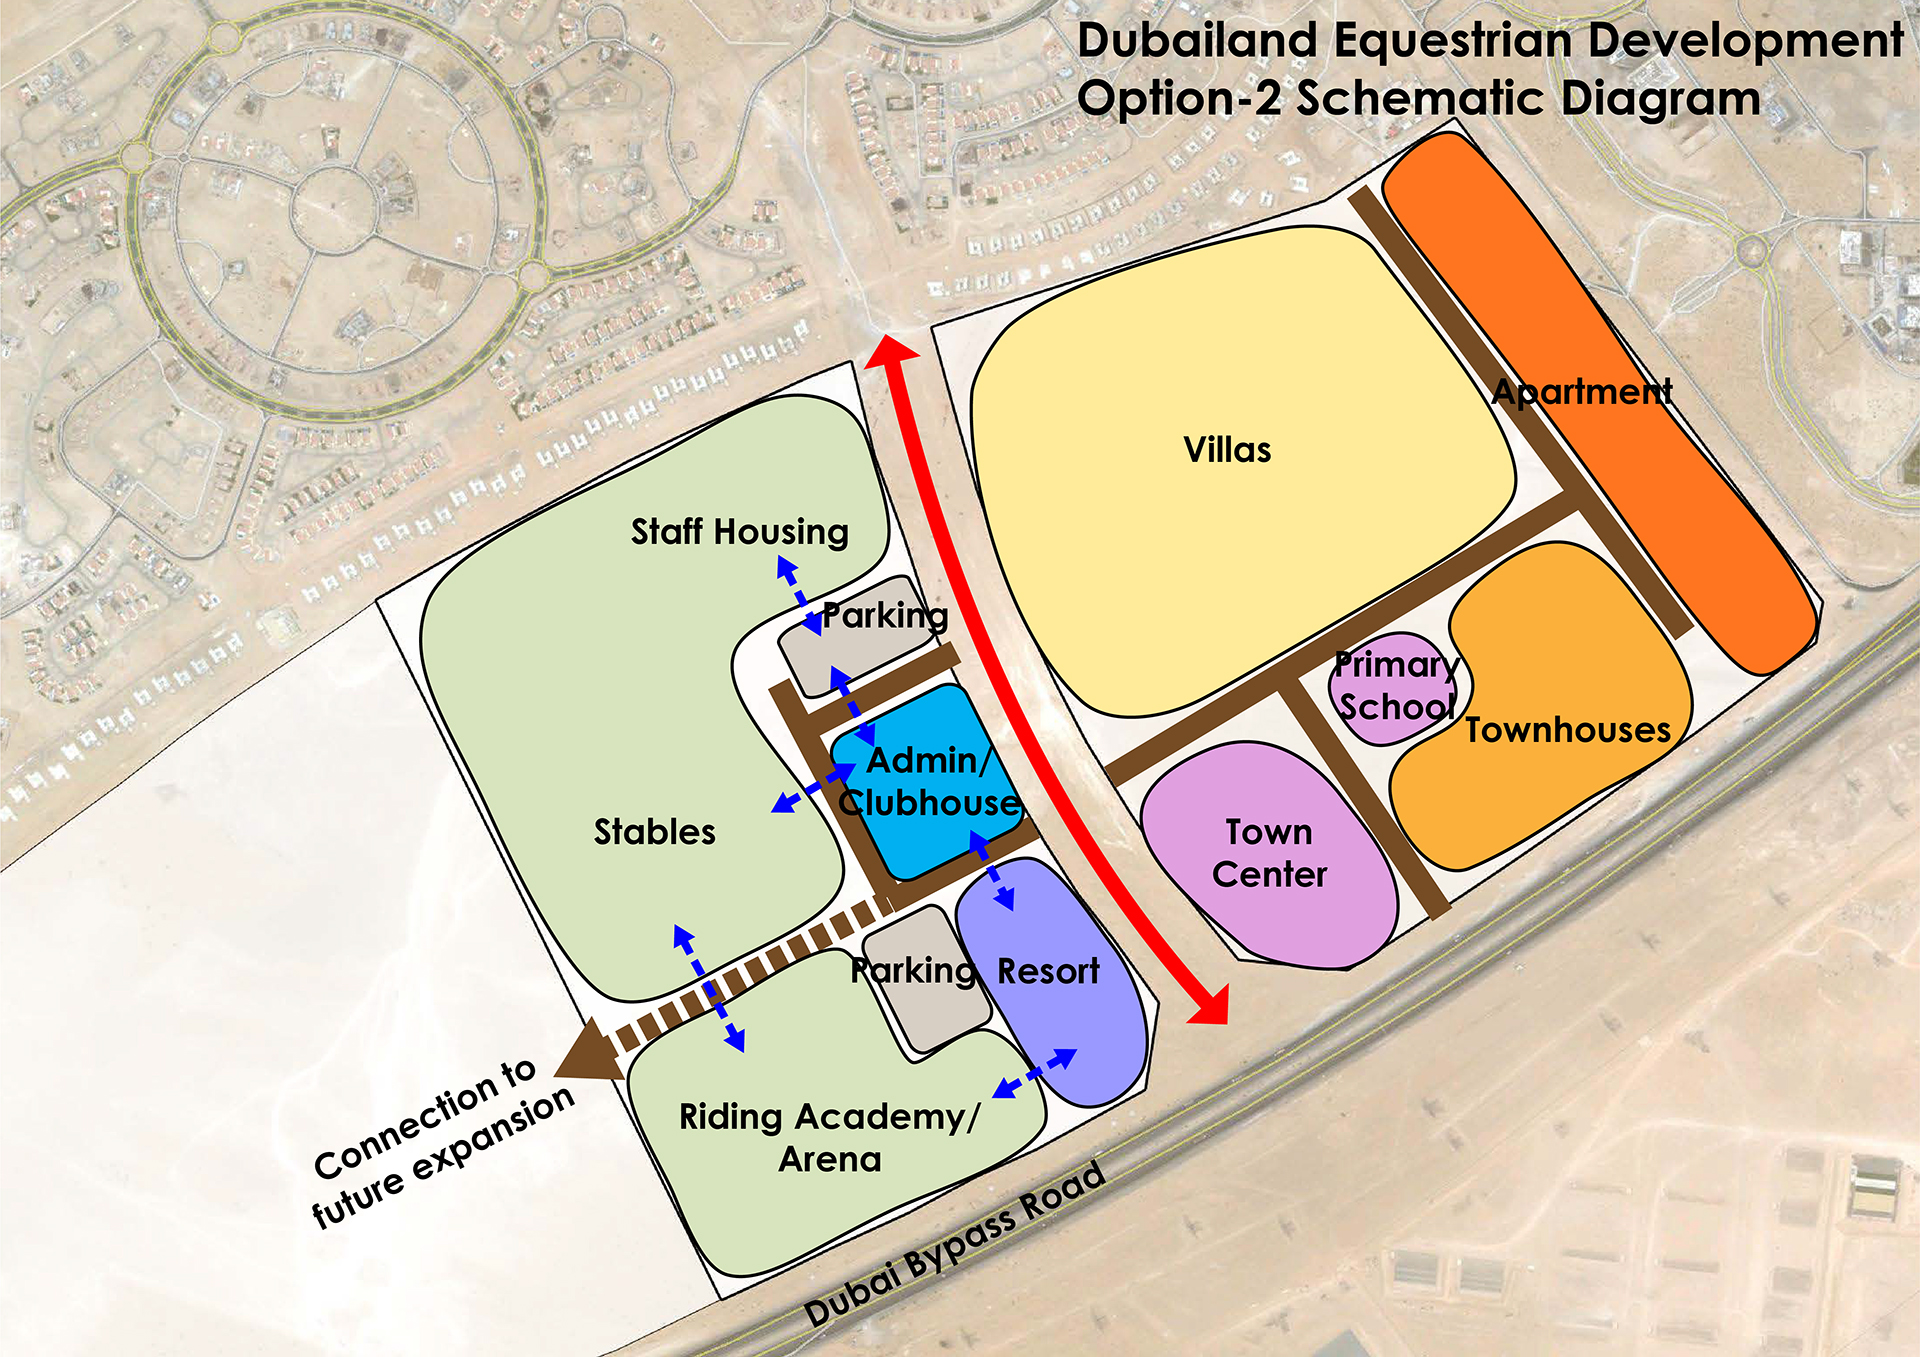 Dubailand Equestrian Development
Option-2 Schematic Diagram
Apartment
Villas
Staff Housing
Parking
Primary
School
Townhouses
Admin/
Clubhouse
Stables
Town
Center
Parking
Resort
Riding Academy/
Arena
Connection to
future expansion
Dubai Bypass Road